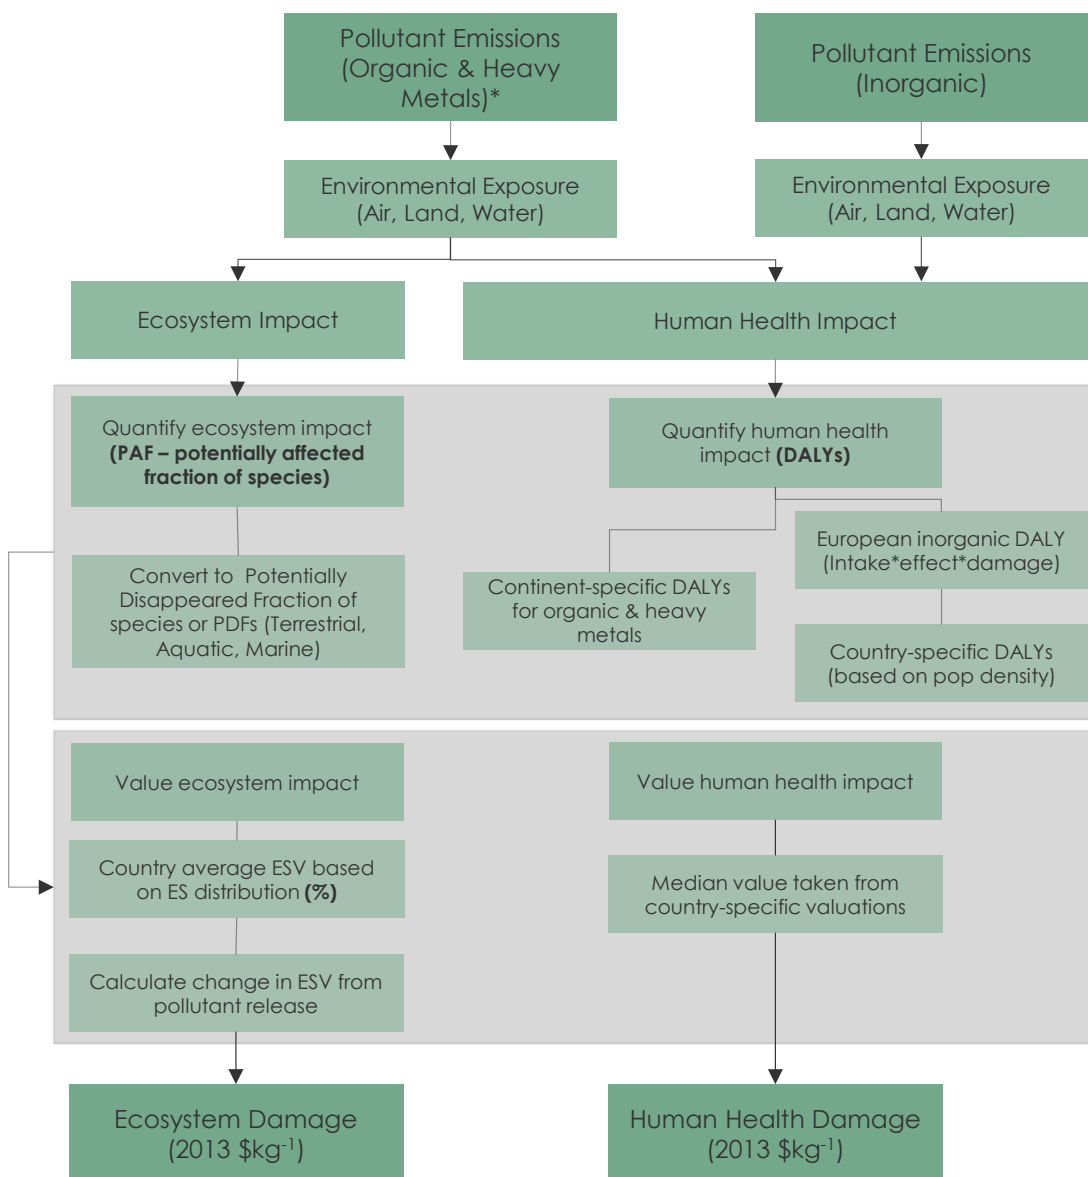 Pollutant Emissions
(Organic & Heavy
Metals)*
Pollutant Emissions
(Inorganic)
Environmental Exposure
(Air, Land, Water)
Environmental Exposure
(Air, Land, Water)
Ecosystem Impact
Human Health Impact
Quantify ecosystem impact
(PAF – potentially affected
fraction of species)
Quantify human health
impact (DALYs)
Convert to Potentially
Disappeared Fraction of
species or PDFs (Terrestrial,
Aquatic, Marine)
Continent-specific DALYs
for organic & heavy
metals
European inorganic DALY
(Intake*effect*damage)
Country-specific DALYs
(based on pop density)
Value ecosystem impact
Value human health impact
Country average ESV based
on ES distribution (%)
Median value taken from
country-specific valuations
Calculate change in ESV from
pollutant release
Ecosystem Damage
(2013 $kg⁻¹)
Human Health Damage
(2013 $kg⁻¹)